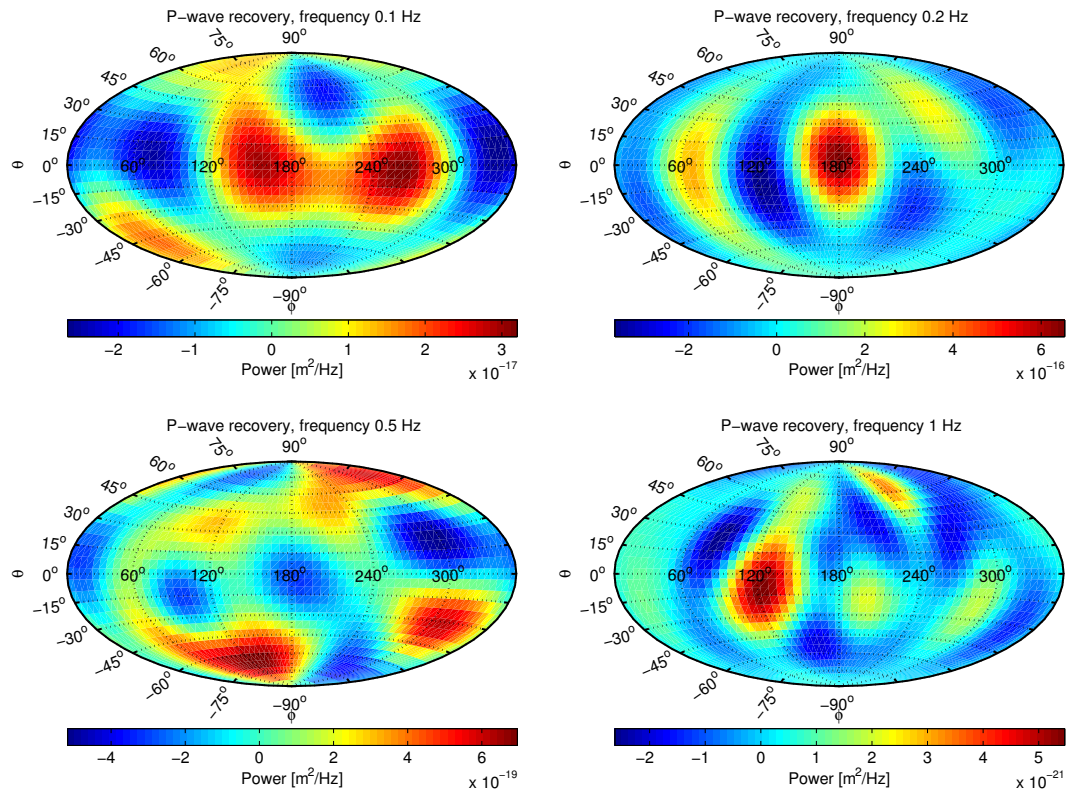 P-wave recovery, frequency 0.1 Hz
90°
75°
60°
45°
30°
15°
0°
-15°
-30°
-45°
-60°
-75°
-90°
θ
60° 120° 180° 240° 300°
ϕ
-2 -1 0 1 2 3
Power [m²/Hz]
x 10⁻¹⁷
P-wave recovery, frequency 0.2 Hz
90°
75°
60°
45°
30°
15°
0°
-15°
-30°
-45°
-60°
-75°
-90°
θ
60° 120° 180° 240° 300°
ϕ
-2 0 2 4 6
Power [m²/Hz]
x 10⁻¹⁶
P-wave recovery, frequency 0.5 Hz
90°
75°
60°
45°
30°
15°
0°
-15°
-30°
-45°
-60°
-75°
-90°
θ
60° 120° 180° 240° 300°
ϕ
-4 -2 0 2 4 6
Power [m²/Hz]
x 10⁻¹⁹
P-wave recovery, frequency 1 Hz
90°
75°
60°
45°
30°
15°
0°
-15°
-30°
-45°
-60°
-75°
-90°
θ
60° 120° 180° 240° 300°
ϕ
-2 -1 0 1 2 3 4 5
Power [m²/Hz]
x 10⁻²¹